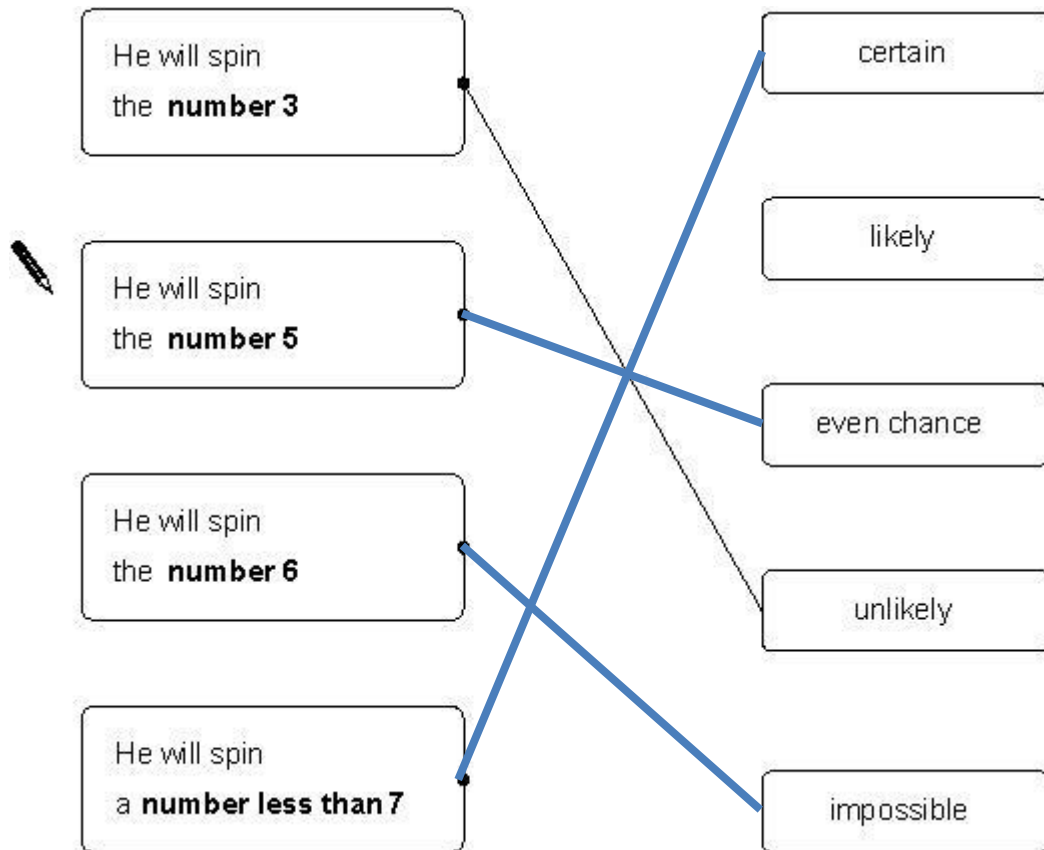 He will spin
the number 3
He will spin
the number 5
He will spin
the number 6
He will spin
a number less than 7
certain
likely
even chance
unlikely
impossible